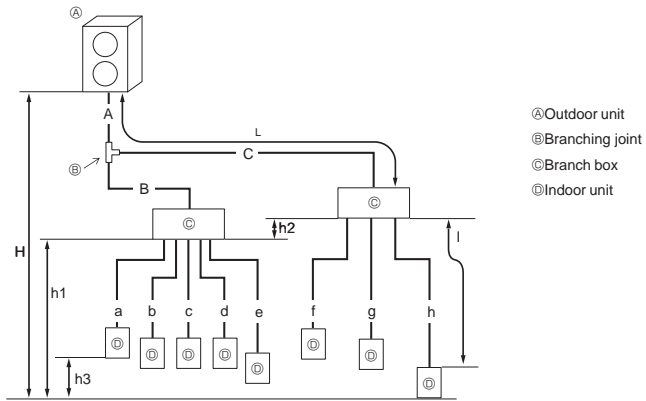 Ⓐ
A
L
C
Ⓑ
B
Ⓒ
Ⓒ
H
h2
l
h1
a b c d e f g h
Ⓓ Ⓓ Ⓓ Ⓓ Ⓓ Ⓓ Ⓓ Ⓓ
h3
ⒶOutdoor unit
ⒷBranching joint
ⒸBranch box
ⒹIndoor unit